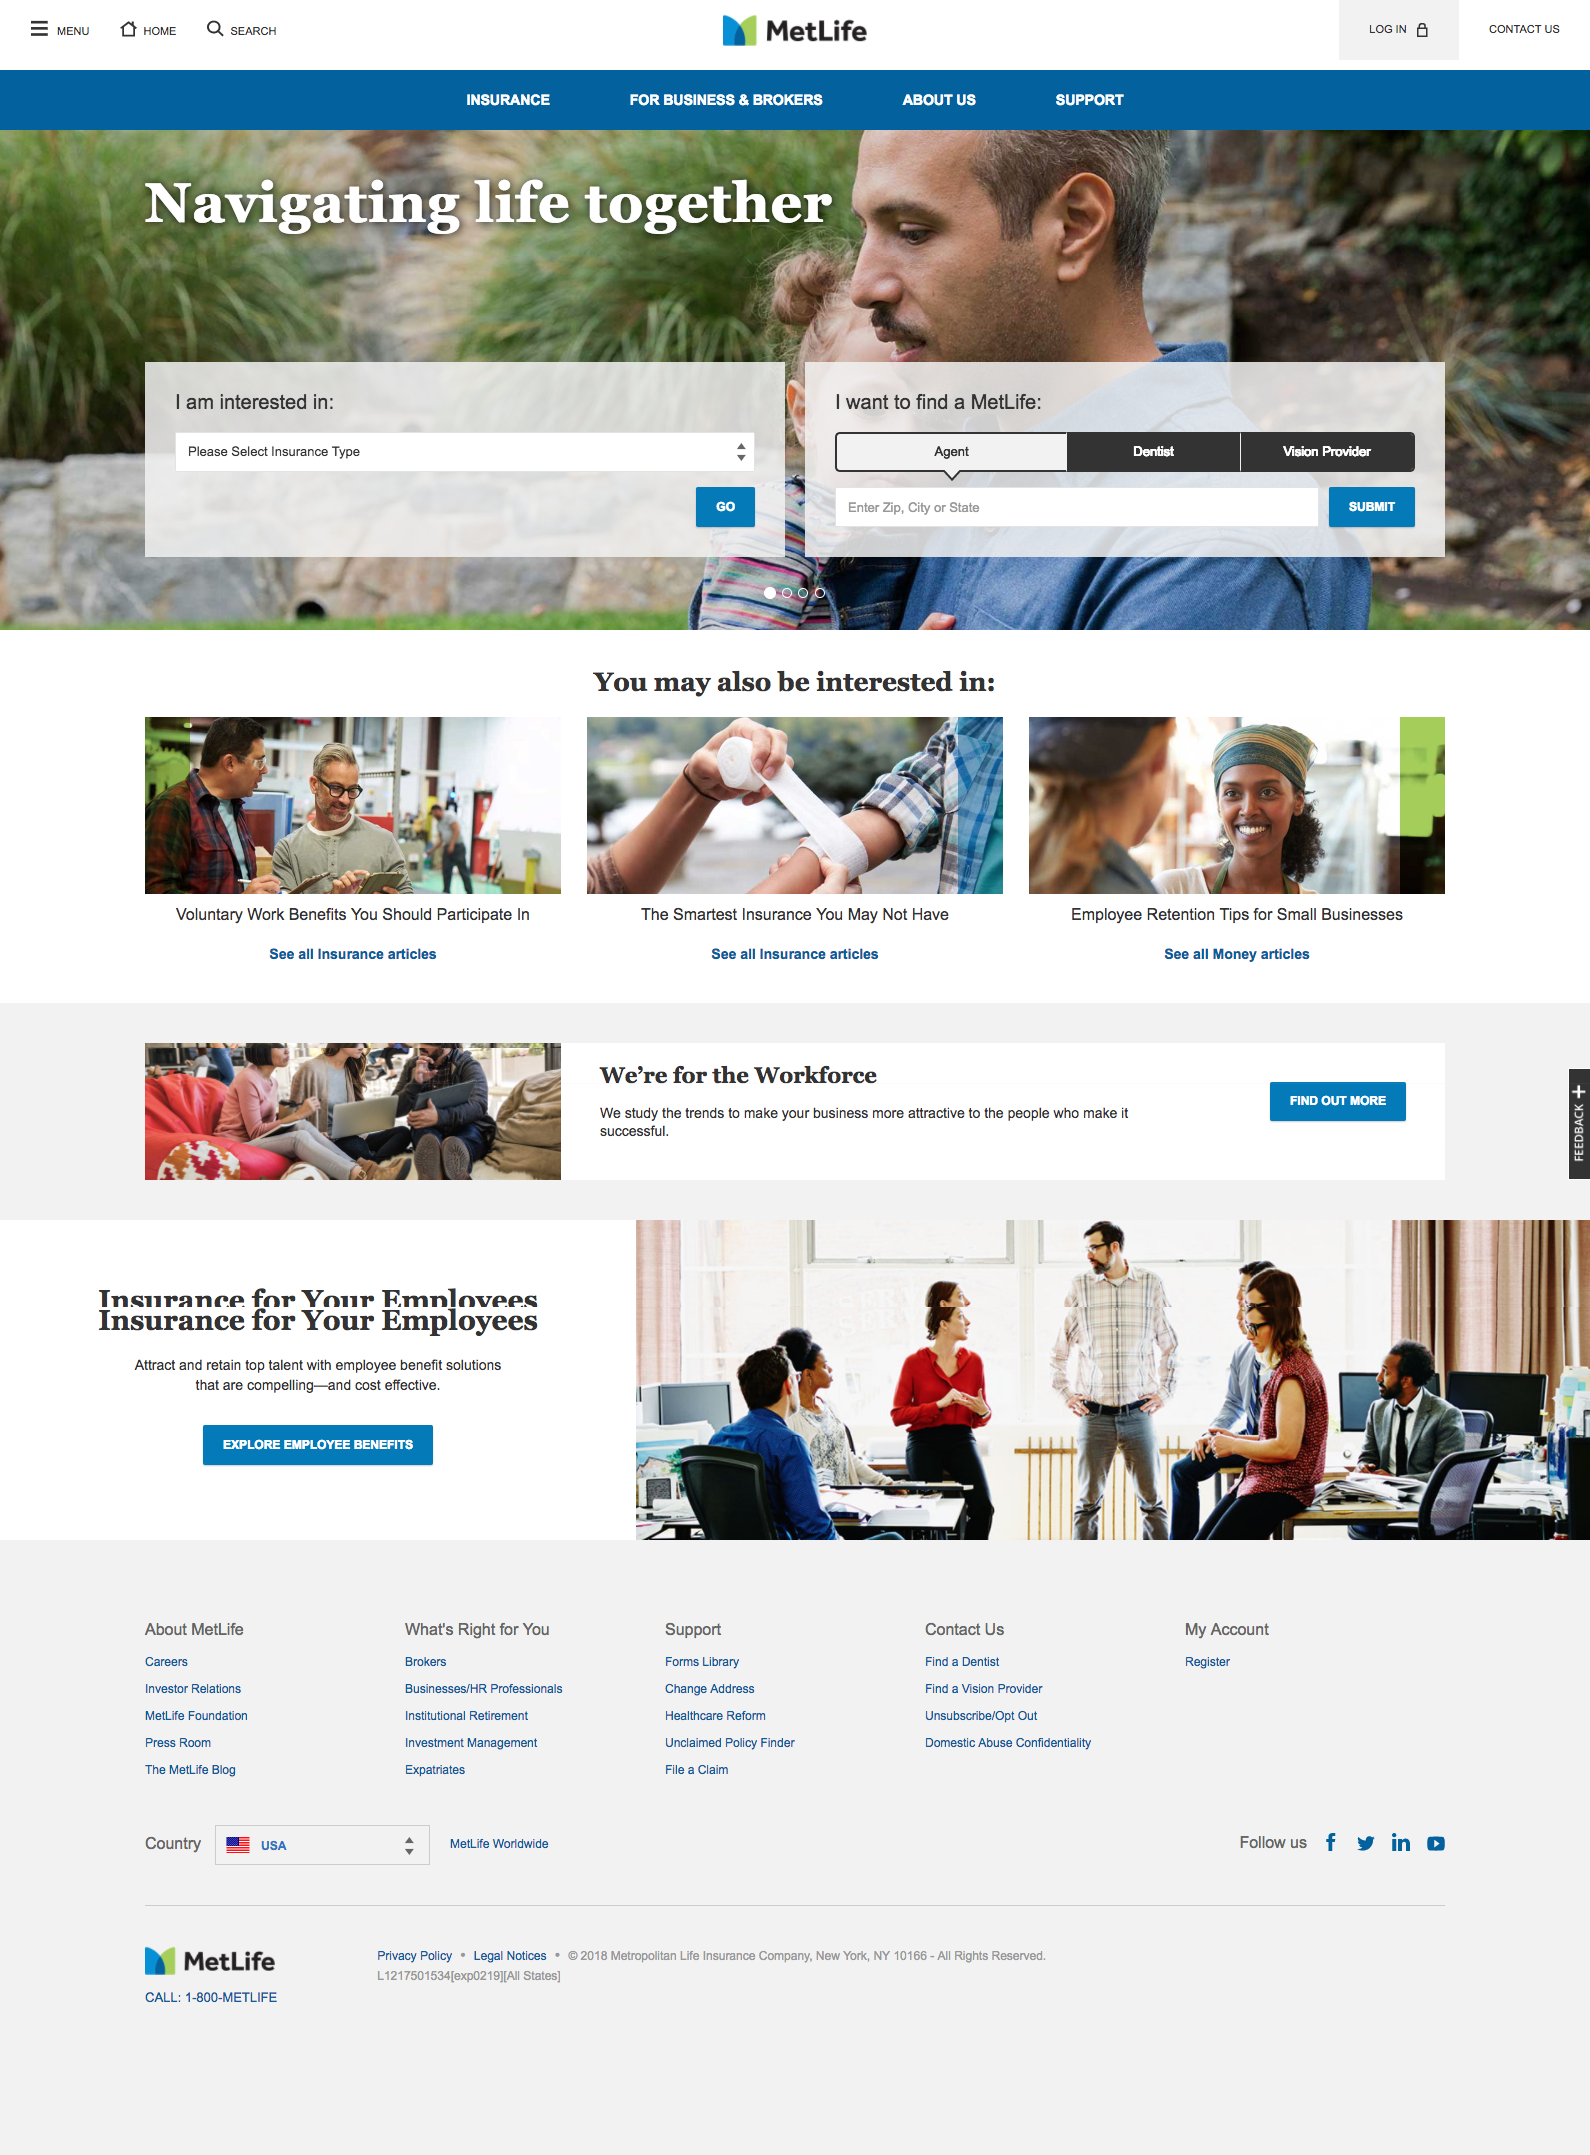 MENU HOME SEARCH MetLife LOG IN CONTACT US
INSURANCE FOR BUSINESS & BROKERS ABOUT US SUPPORT
Navigating life together
I am interested in:
Please Select Insurance Type
GO
I want to find a MetLife:
Agent Dentist Vision Provider
Enter Zip, City or State SUBMIT
You may also be interested in:
Voluntary Work Benefits You Should Participate In
See all Insurance articles
The Smartest Insurance You May Not Have
See all Insurance articles
Employee Retention Tips for Small Businesses
See all Money articles
We're for the Workforce
We study the trends to make your business more attractive to the people who make it
successful.
FIND OUT MORE
FEEDBACK
Insurance for Your Employees
Insurance for Your Employees
Attract and retain top talent with employee benefit solutions
that are compelling—and cost effective.
EXPLORE EMPLOYEE BENEFITS
About MetLife
Careers
Investor Relations
MetLife Foundation
Press Room
The MetLife Blog
What's Right for You
Brokers
Businesses/HR Professionals
Institutional Retirement
Investment Management
Expatriates
Support
Forms Library
Change Address
Healthcare Reform
Unclaimed Policy Finder
File a Claim
Contact Us
Find a Dentist
Find a Vision Provider
Unsubscribe/Opt Out
Domestic Abuse Confidentiality
My Account
Register
Country USA MetLife Worldwide
Follow us
MetLife
CALL: 1-800-METLIFE
Privacy Policy • Legal Notices • © 2018 Metropolitan Life Insurance Company, New York, NY 10166 - All Rights Reserved.
L1217501534[exp0219][All States]